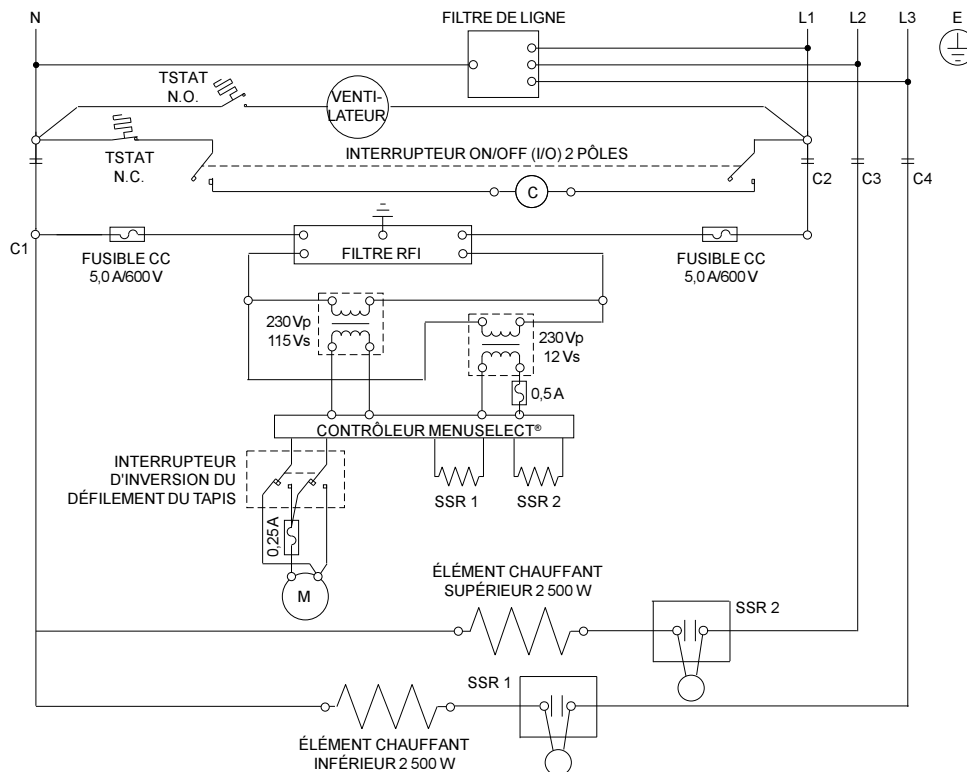 N
FILTRE DE LIGNE
L1
L2
L3
E
TSTAT
N.O.
VENTI-
LATEUR
TSTAT
N.C.
INTERRUPTEUR ON/OFF (I/O) 2 PÔLES
C
C2
C3
C4
C1
FUSIBLE CC
5,0 A/600 V
FILTRE RFI
FUSIBLE CC
5,0 A/600 V
230 Vp
115 Vs
230 Vp
12 Vs
0,5 A
CONTRÔLEUR MENUSELECT®
INTERRUPTEUR
D'INVERSION DU
DÉFILEMENT DU TAPIS
SSR 1
SSR 2
0,25 A
M
ÉLÉMENT CHAUFFANT
SUPÉRIEUR 2 500 W
SSR 2
SSR 1
ÉLÉMENT CHAUFFANT
INFÉRIEUR 2 500 W